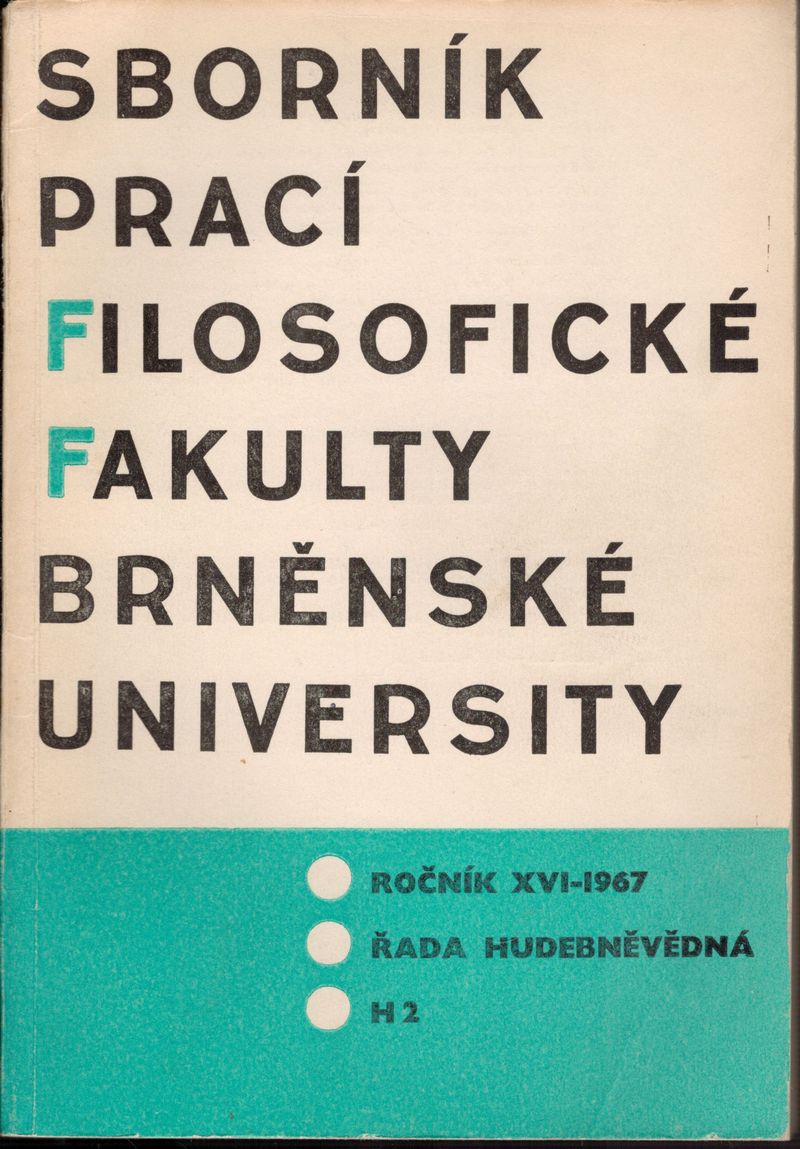 SBORNÍK
PRACÍ
FILOSOFICKÉ
FAKULTY
BRNĚNSKÉ
UNIVERSITY
ROČNÍK XVI-1967
ŘADA HUDEBNĚVĚDNÁ
H 2